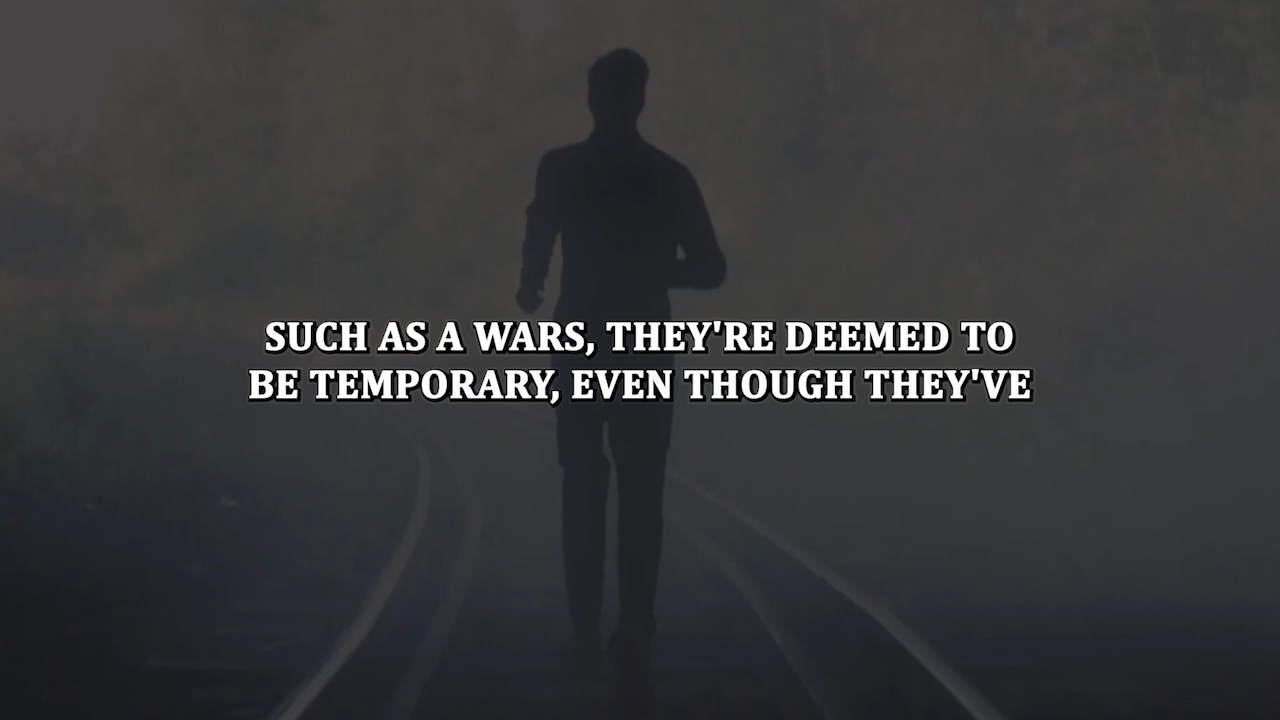 SUCH AS A WARS, THEY'RE DEEMED TO
BE TEMPORARY, EVEN THOUGH THEY'VE